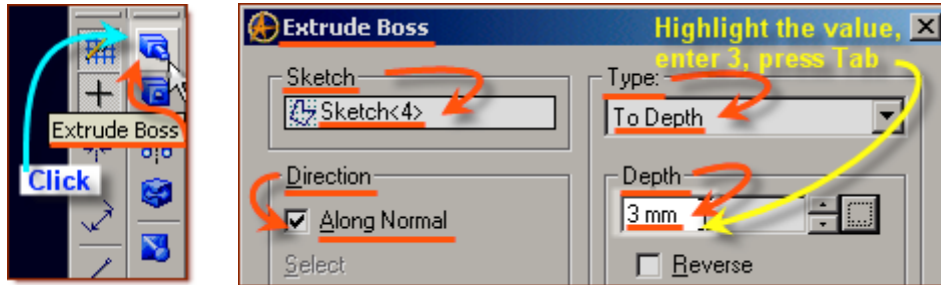 Extrude Boss
Click
Extrude Boss
Highlight the value,
enter 3, press Tab
Sketch
Sketch<4>
Type:
To Depth
Direction
Along Normal
Select
Depth
3 mm
Reverse